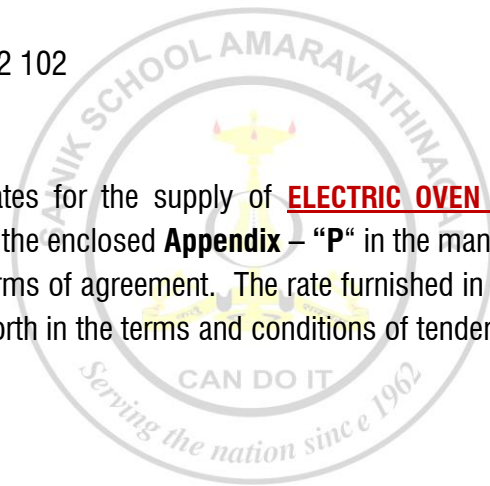 2 102
SAINIK SCHOOL AMARAVATHINAGAR
ates for the supply of ELECTRIC OVEN
the enclosed Appendix – “P“ in the man
rms of agreement. The rate furnished in
orth in the terms and conditions of tender
CAN DO IT
Serving the nation since 1962